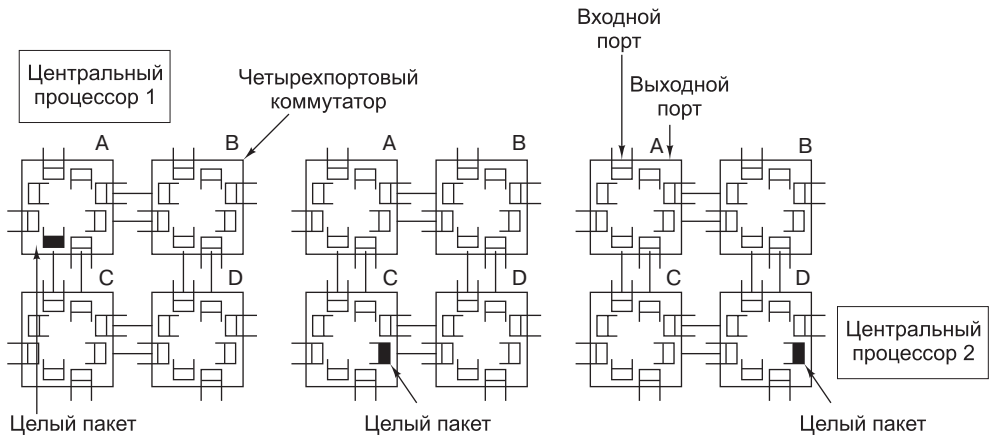 Входной
порт
Центральный
процессор 1
Четырехпортовый
коммутатор
Выходной
порт
A
B
A
B
A
B
C
D
C
D
C
D
Центральный
процессор 2
Целый пакет
Целый пакет
Целый пакет